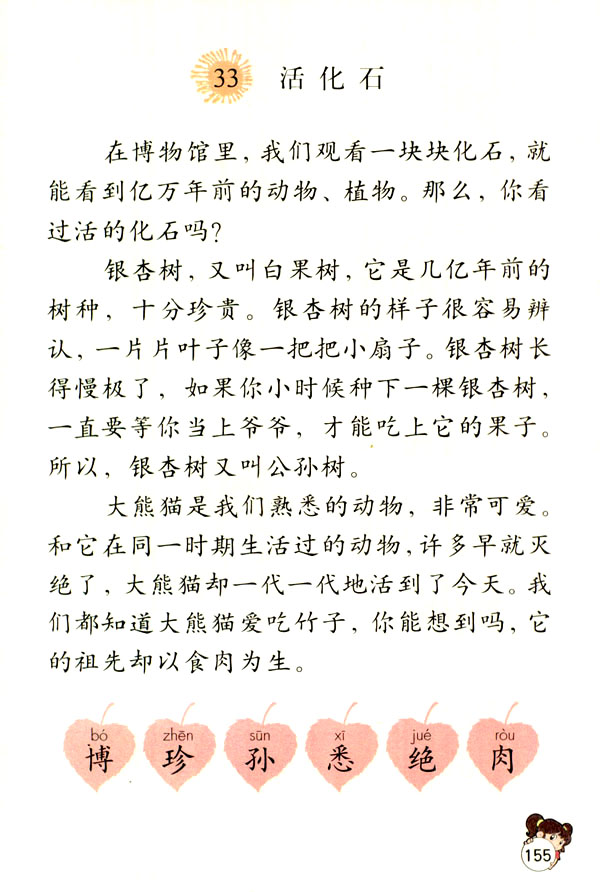 33 活化石
在博物馆里,我们观看一块块化石,就
能看到亿万年前的动物、植物。那么,你看
过活的化石吗?
银杏树,又叫白果树,它是几亿年前的
树种,十分珍贵。银杏树的样子很容易辨
认,一片片叶子像一把把小扇子。银杏树长
得慢极了,如果你小时候种下一棵银杏树,
一直要等你当上爷爷,才能吃上它的果子。
所以,银杏树又叫公孙树。
大熊猫是我们熟悉的动物,非常可爱。
和它在同一时期生活过的动物,许多早就灭
绝了,大熊猫却一代一代地活到了今天。我
们都知道大熊猫爱吃竹子,你能想到吗,它
的祖先却以食肉为生。
bó zhēn sūn xī jué ròu
博 珍 孙 悉 绝 肉
155